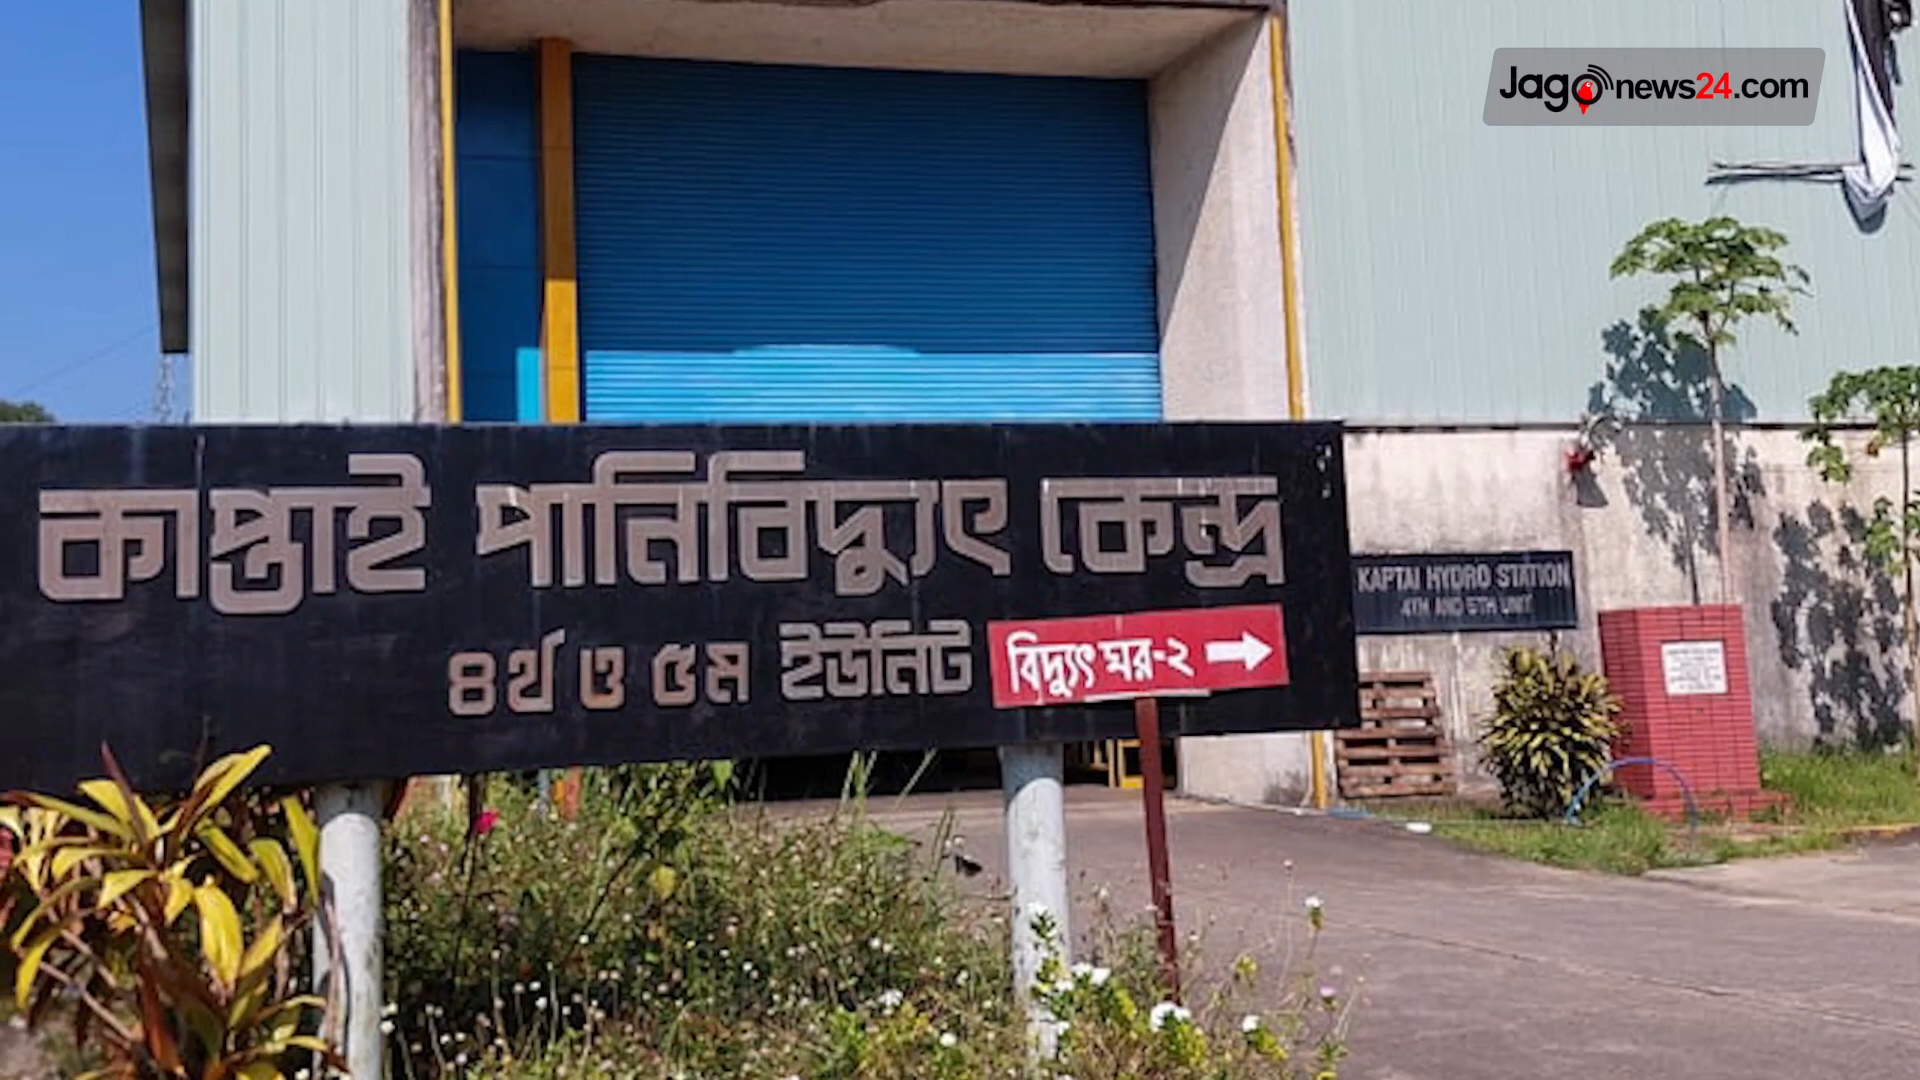 Jagonews24.com
কাপ্তাই পানিবিদ্যুৎ কেন্দ্র
৪র্থ ও ৫ম ইউনিট
বিদ্যুৎ ঘর-২
KAPTAI HYDRO STATION
4TH AND 5TH UNIT